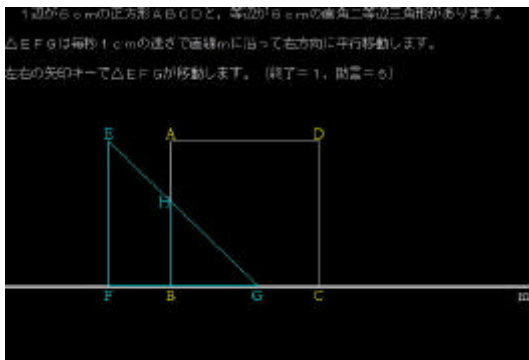 1辺が6cmの正方形ABCDと，等辺が6cmの直角二等辺三角形があります。
△EFGは毎秒1cmの速さで直線mに沿って右方向に平行移動します。
左右の矢印キーで△EFGが移動します。（終了=1，助言=5）
E A D
H
F B G C m